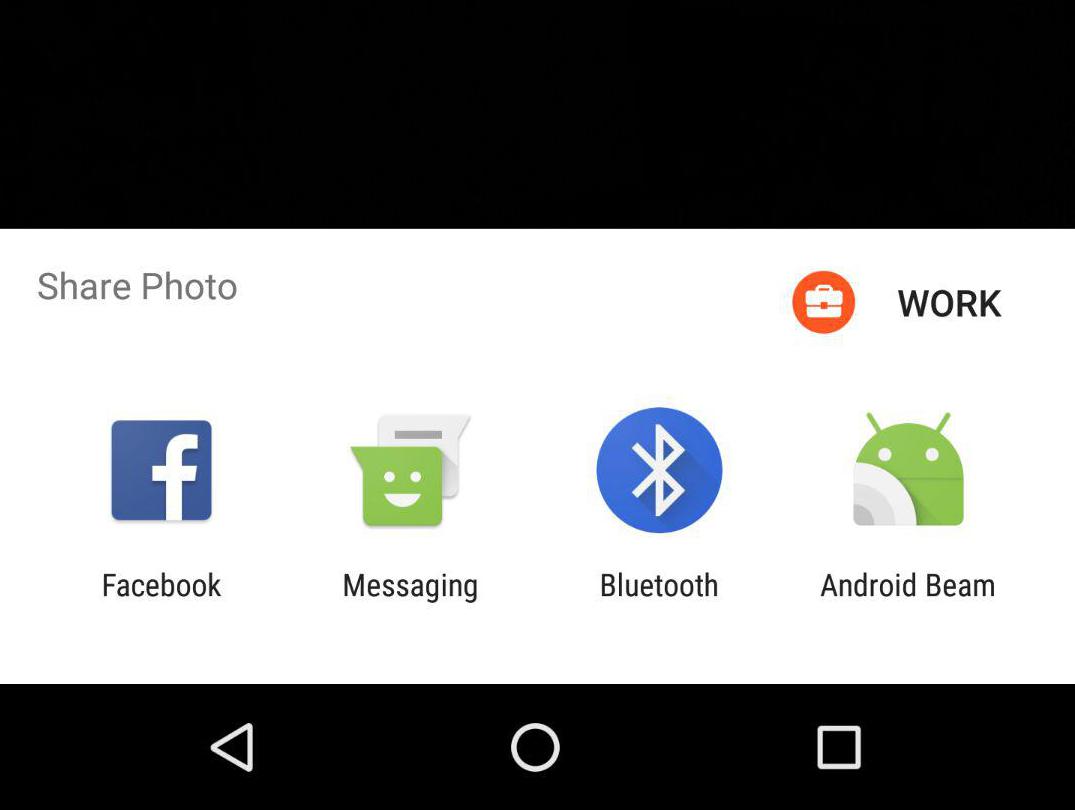 Share Photo
WORK
Facebook
Messaging
Bluetooth
Android Beam